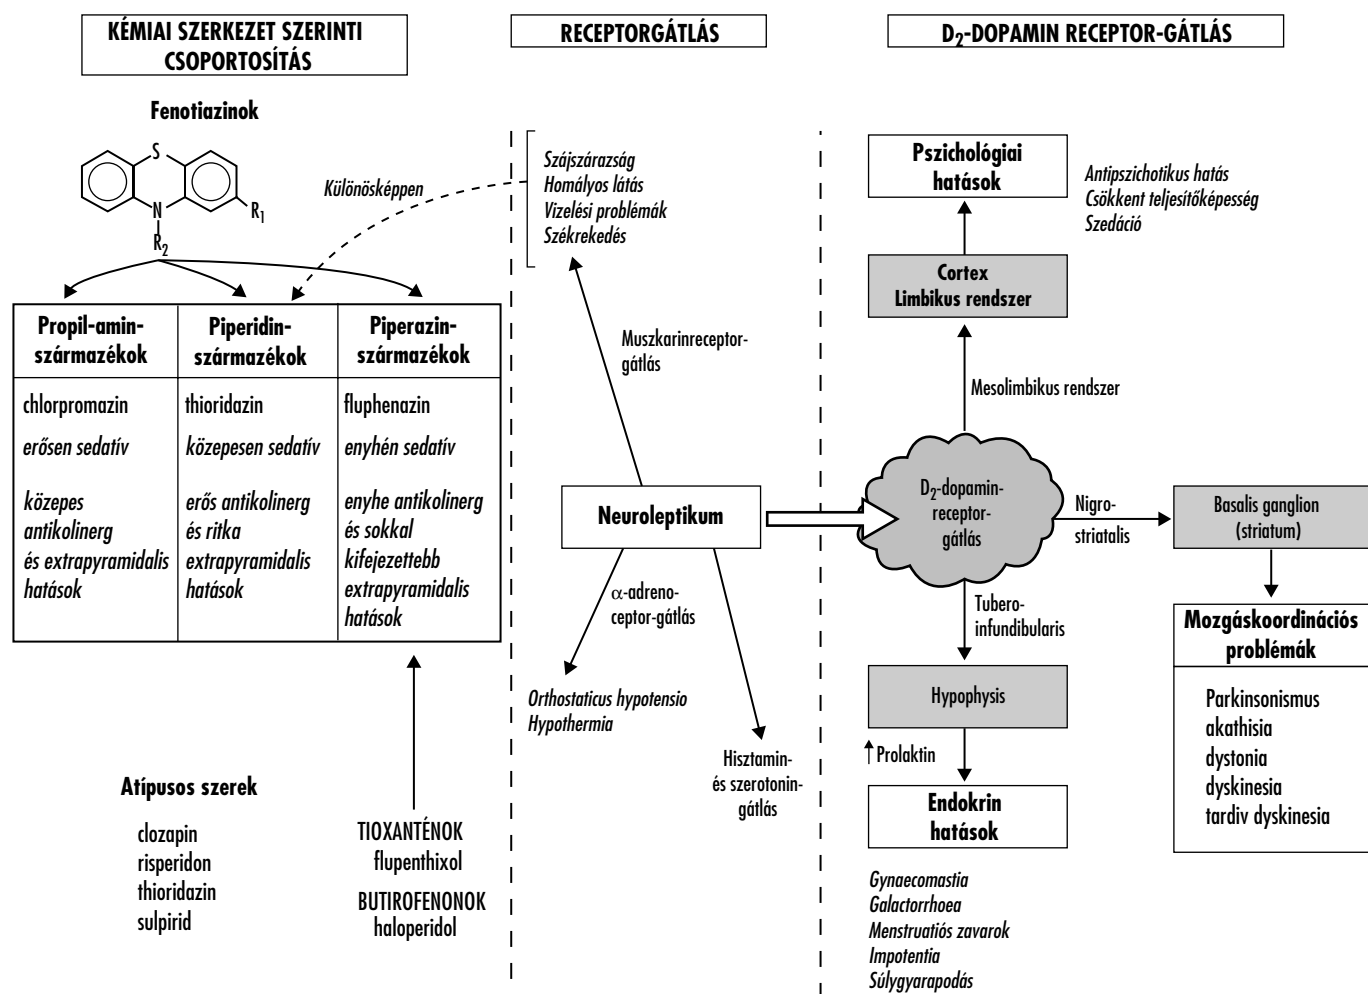 KÉMIAI SZERKEZET SZERINTI
CSOPORTOSÍTÁS
Fenotiazinok
S
N
R1
R2
Különösképpen
Propil-amin-
származékok
chlorpromazin
erősen sedatív
közepes
antikolinerg
és extrapyramidalis
hatások
Piperidin-
származékok
thioridazin
közepesen sedatív
erős antikolinerg
és ritka
extrapyramidalis
hatások
Piperazin-
származékok
fluphenazin
enyhén sedatív
enyhe antikolinerg
és sokkal
kifejezettebb
extrapyramidalis
hatások
Atípusos szerek
clozapin
risperidon
thioridazin
sulpirid
TIOXANTÉNOK
flupenthixol
BUTIROFENONOK
haloperidol
RECEPTORGÁTLÁS
Szájszárazság
Homályos látás
Vizelési problémák
Székrekedés
Muszkarinreceptor-
gátlás
Neuroleptikum
α-adreno-
ceptor-gátlás
Orthostaticus hypotensio
Hypothermia
Hisztamin-
és szerotonin-
gátlás
D2-DOPAMIN RECEPTOR-GÁTLÁS
Pszichológiai
hatások
Antipszichotikus hatás
Csökkent teljesítőképesség
Szedáció
Cortex
Limbikus rendszer
Mesolimbikus rendszer
D2-dopamin-
receptor-
gátlás
Nigro-
striatalis
Basalis ganglion
(striatum)
Mozgáskoordinációs
problémák
Parkinsonismus
akathisia
dystonia
dyskinesia
tardiv dyskinesia
Tubero-
infundibularis
Hypophysis
↑ Prolaktin
Endokrin
hatások
Gynaecomastia
Galactorrhoea
Menstruatiós zavarok
Impotentia
Súlygyarapodás